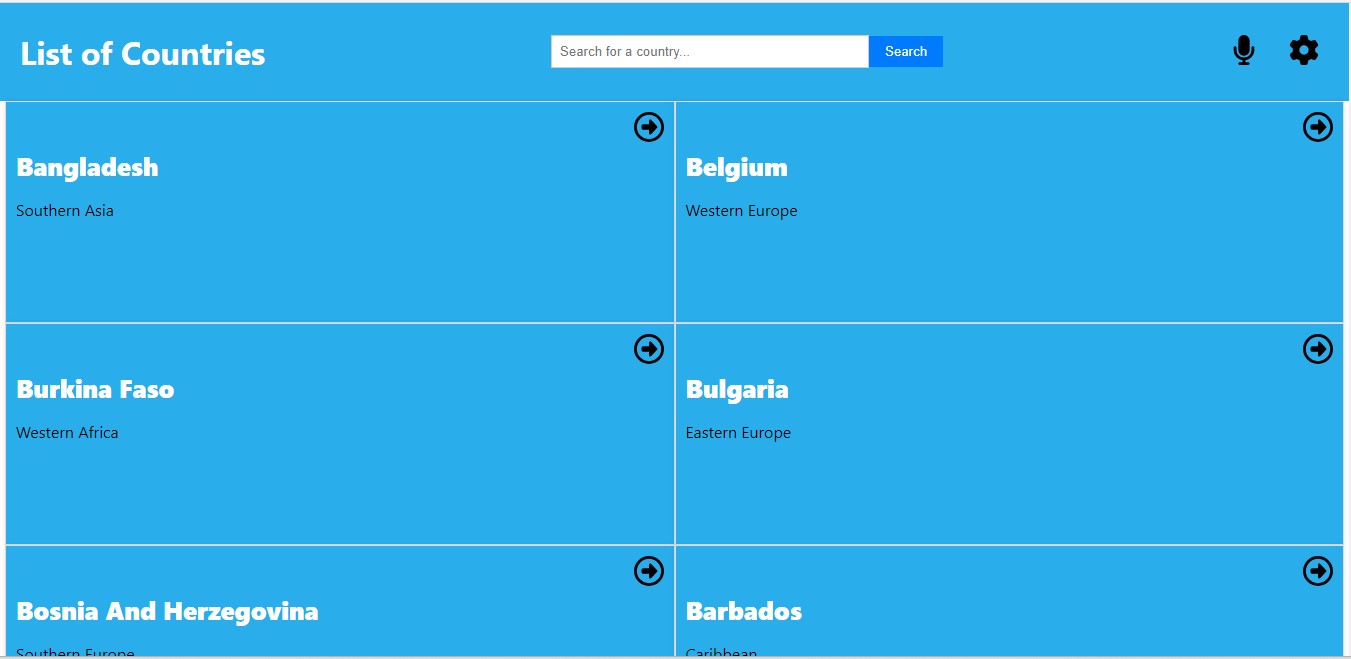 List of Countries
Search for a country...
Search
Bangladesh
Southern Asia
Belgium
Western Europe
Burkina Faso
Western Africa
Bulgaria
Eastern Europe
Bosnia And Herzegovina
Southern Europe
Barbados
Caribbean